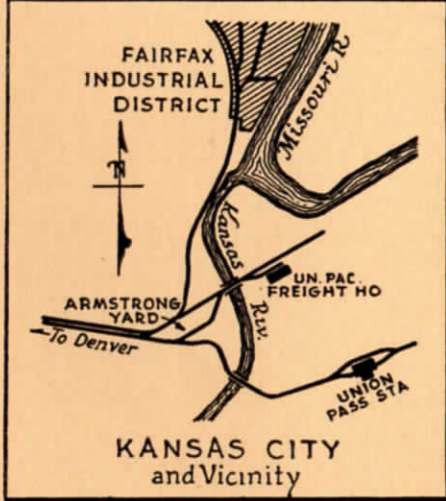 FAIRFAX
INDUSTRIAL
DISTRICT
Missouri R
N
Kansas
Riv.
UN. PAC.
FREIGHT HO
ARMSTRONG
YARD
To Denver
UNION
PASS STA
KANSAS CITY
and Vicinity